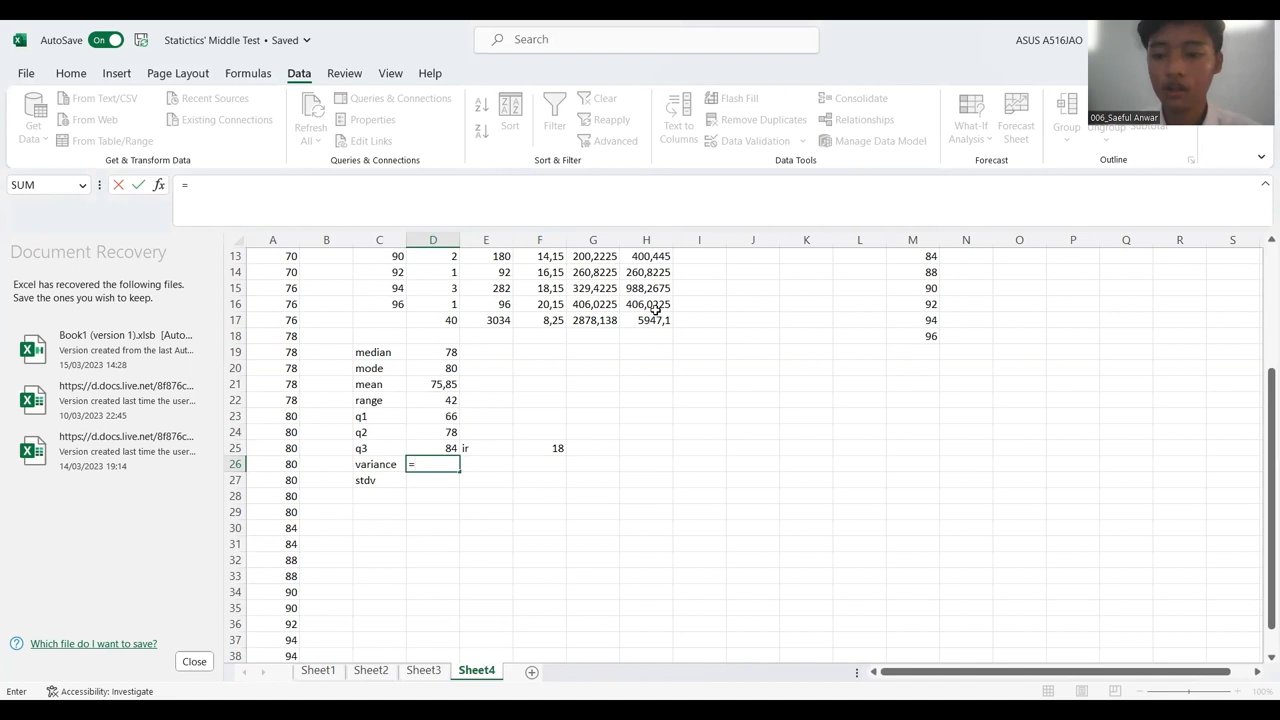 AutoSave On Statictics' Middle Test • Saved Search ASUS A516JAO
File Home Insert Page Layout Formulas Data Review View Help
Get Data From Text/CSV From Web From Table/Range Recent Sources Existing Connections
Get & Transform Data
Refresh All Queries & Connections Properties Edit Links
Queries & Connections
Sort Filter Clear Reapply Advanced
Sort & Filter
Text to Columns Flash Fill Remove Duplicates Data Validation Consolidate Relationships Manage Data Model
Data Tools
What-If Analysis Forecast Sheet
Forecast
Group Ungroup Subtotal
Outline
006_Saeful Anwar
SUM fx =
Document Recovery
Excel has recovered the following files.
Save the ones you wish to keep.
Book1 (version 1).xlsb [Auto...
Version created from the last Aut...
15/03/2023 14:28
https://d.docs.live.net/8f876c...
Version created last time the user...
10/03/2023 22:45
https://d.docs.live.net/8f876c...
Version created last time the user...
14/03/2023 19:14
Which file do I want to save?
Close
A B C D E F G H I J K L M N O P Q R S
13 70 90 2 180 14,15 200,2225 400,445 84
14 70 92 1 92 16,15 260,8225 260,8225 88
15 76 94 3 282 18,15 329,4225 988,2675 90
16 76 96 1 96 20,15 406,0225 406,0225 92
17 76 40 3034 8,25 2878,138 5947,1 94
18 78 96
19 78 median 78
20 78 mode 80
21 78 mean 75,85
22 78 range 42
23 80 q1 66
24 80 q2 78
25 80 q3 84 ir 18
26 80 variance =
27 80 stdv
28 80
29 80
30 84
31 84
32 88
33 88
34 90
35 90
36 92
37 94
38 94
Sheet1 Sheet2 Sheet3 Sheet4
Enter Accessibility: Investigate 100%